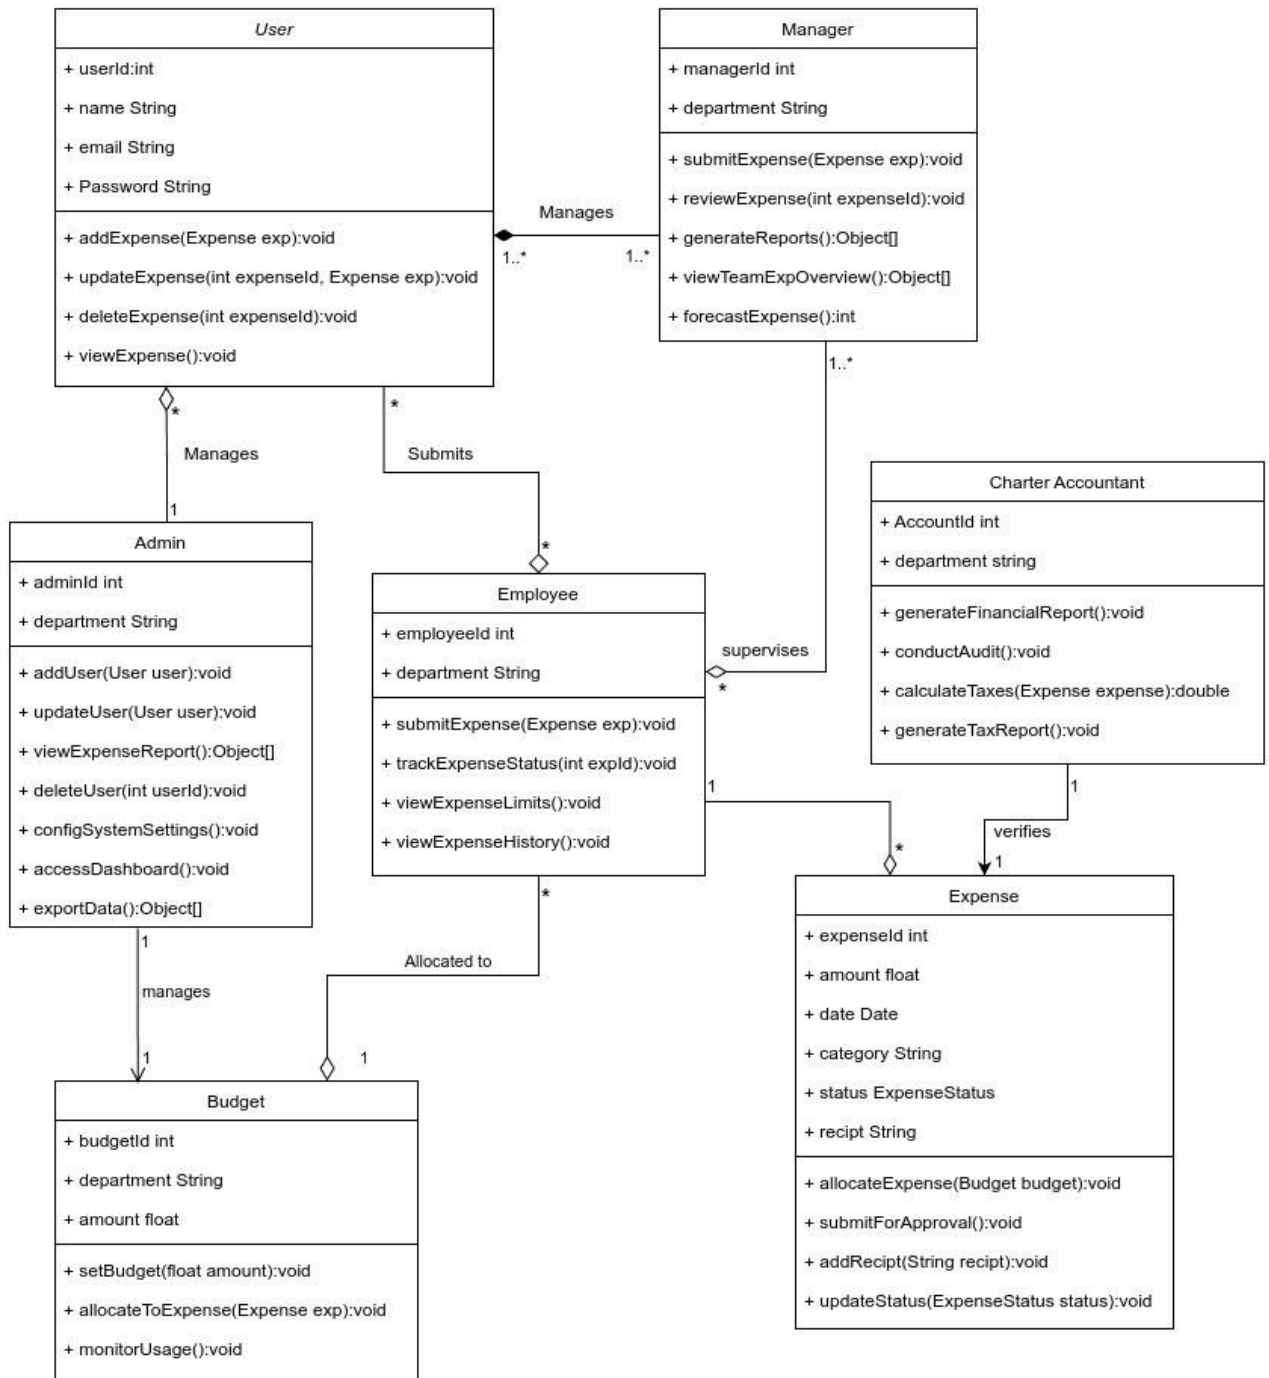 User
+ userId:int
+ name String
+ email String
+ Password String
+ addExpense(Expense exp):void
+ updateExpense(int expenseId, Expense exp):void
+ deleteExpense(int expenseId):void
+ viewExpense():void
Manager
+ managerId int
+ department String
+ submitExpense(Expense exp):void
+ reviewExpense(int expenseId):void
+ generateReports():Object[]
+ viewTeamExpOverview():Object[]
+ forecastExpense():int
Manages
1..*
1..*
1..*
*
Manages
1
*
Submits
*
supervises
*
Admin
+ adminId int
+ department String
+ addUser(User user):void
+ updateUser(User user):void
+ viewExpenseReport():Object[]
+ deleteUser(int userId):void
+ configSystemSettings():void
+ accessDashboard():void
+ exportData():Object[]
Employee
+ employeeId int
+ department String
+ submitExpense(Expense exp):void
+ trackExpenseStatus(int expId):void
+ viewExpenseLimits():void
+ viewExpenseHistory():void
Charter Accountant
+ AccountId int
+ department string
+ generateFinancialReport():void
+ conductAudit():void
+ calculateTaxes(Expense expense):double
+ generateTaxReport():void
1
*
1
verifies
1
*
Allocated to
1
1
manages
1
Budget
+ budgetId int
+ department String
+ amount float
+ setBudget(float amount):void
+ allocateToExpense(Expense exp):void
+ monitorUsage():void
Expense
+ expenseId int
+ amount float
+ date Date
+ category String
+ status ExpenseStatus
+ recipt String
+ allocateExpense(Budget budget):void
+ submitForApproval():void
+ addRecipt(String recipt):void
+ updateStatus(ExpenseStatus status):void